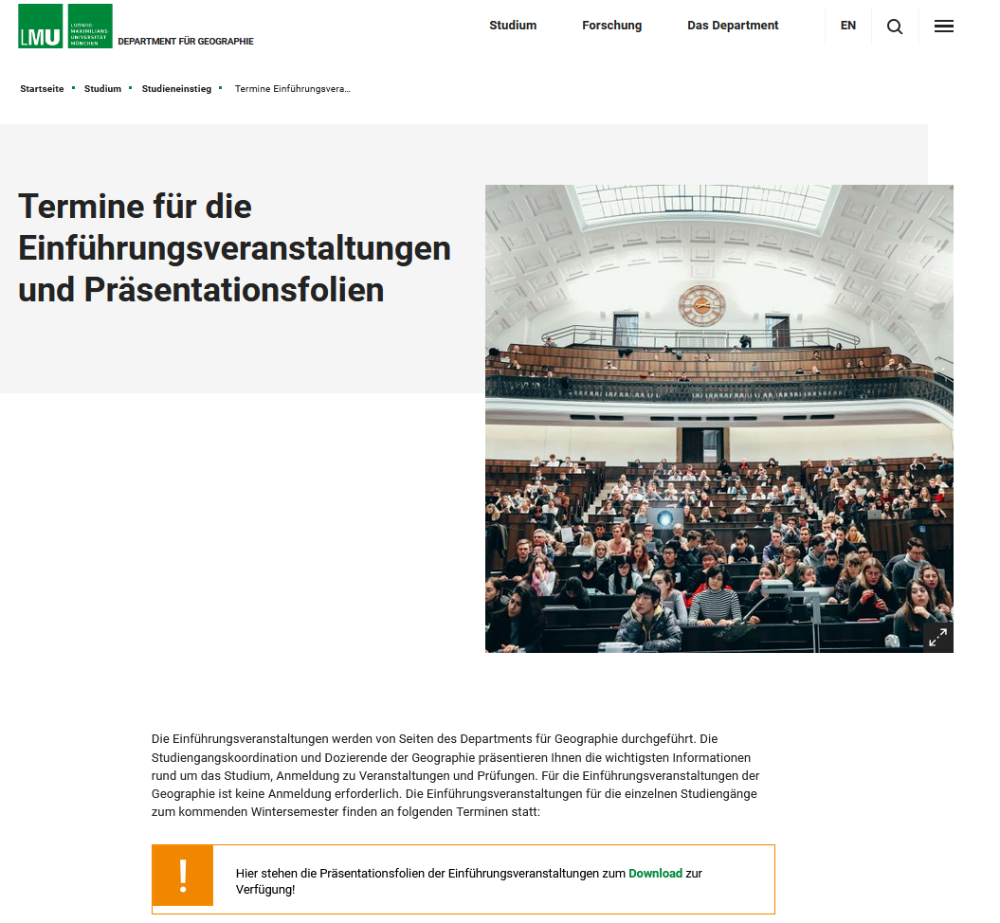 LMU
LUDWIG-
MAXIMILIANS-
UNIVERSITÄT
MÜNCHEN
DEPARTMENT FÜR GEOGRAPHIE
Studium
Forschung
Das Department
EN
Startseite Studium Studieneinstieg Termine Einführungsvera...
Termine für die
Einführungsveranstaltungen
und Präsentationsfolien
Die Einführungsveranstaltungen werden von Seiten des Departments für Geographie durchgeführt. Die
Studiengangskoordination und Dozierende der Geographie präsentieren Ihnen die wichtigsten Informationen
rund um das Studium, Anmeldung zu Veranstaltungen und Prüfungen. Für die Einführungsveranstaltungen der
Geographie ist keine Anmeldung erforderlich. Die Einführungsveranstaltungen für die einzelnen Studiengänge
zum kommenden Wintersemester finden an folgenden Terminen statt:
!
Hier stehen die Präsentationsfolien der Einführungsveranstaltungen zum Download zur
Verfügung!